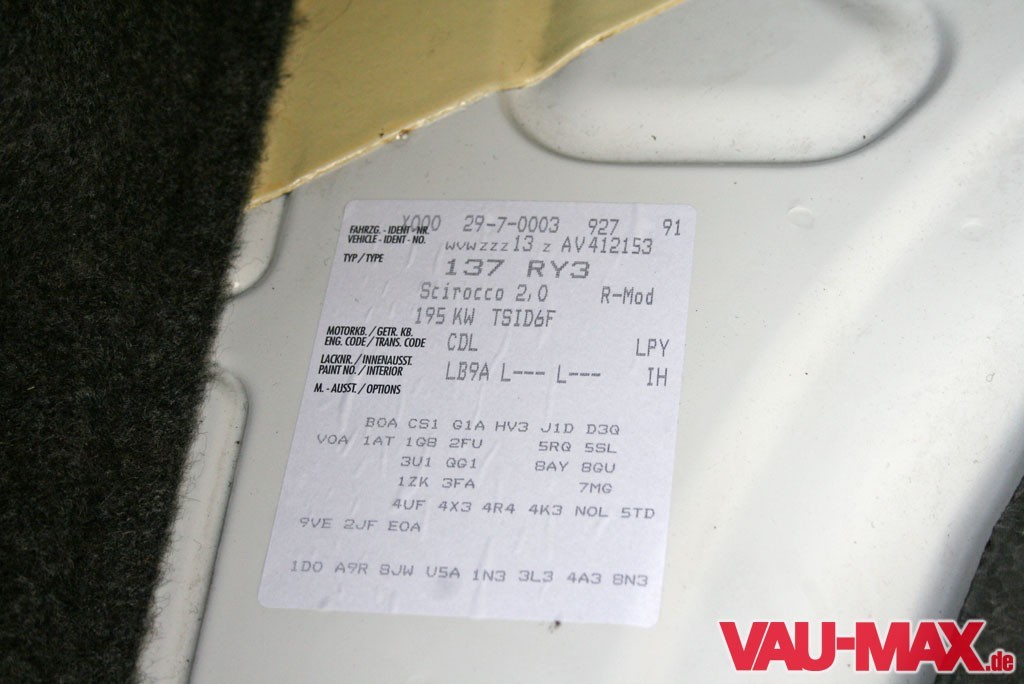 X000 29-7-0003 927 91
FAHRZG. - IDENT - NR.
VEHICLE - IDENT - NO.
WVWZZZ13 Z AV412153
TYP / TYPE
137 RY3
Scirocco 2,0 R-Mod
195 KW TSID6F
MOTORKB. / GETR. KB.
ENG. CODE / TRANS. CODE
CDL LPY
LACKNR. / INNENAUSST.
PAINT NO. / INTERIOR
LB9A L--- L--- IH
M. - AUSST. / OPTIONS
B0A CS1 G1A HV3 J1D D3Q
V0A 1AT 1G8 2FU 5RQ 5SL
3U1 QG1 8AY 8GU
1ZK 3FA 7MG
4UF 4X3 4R4 4K3 N0L 5TD
9VE 2JF E0A
1D0 A9R 8JW U5A 1N3 3L3 4A3 8N3
VAU-MAX.de